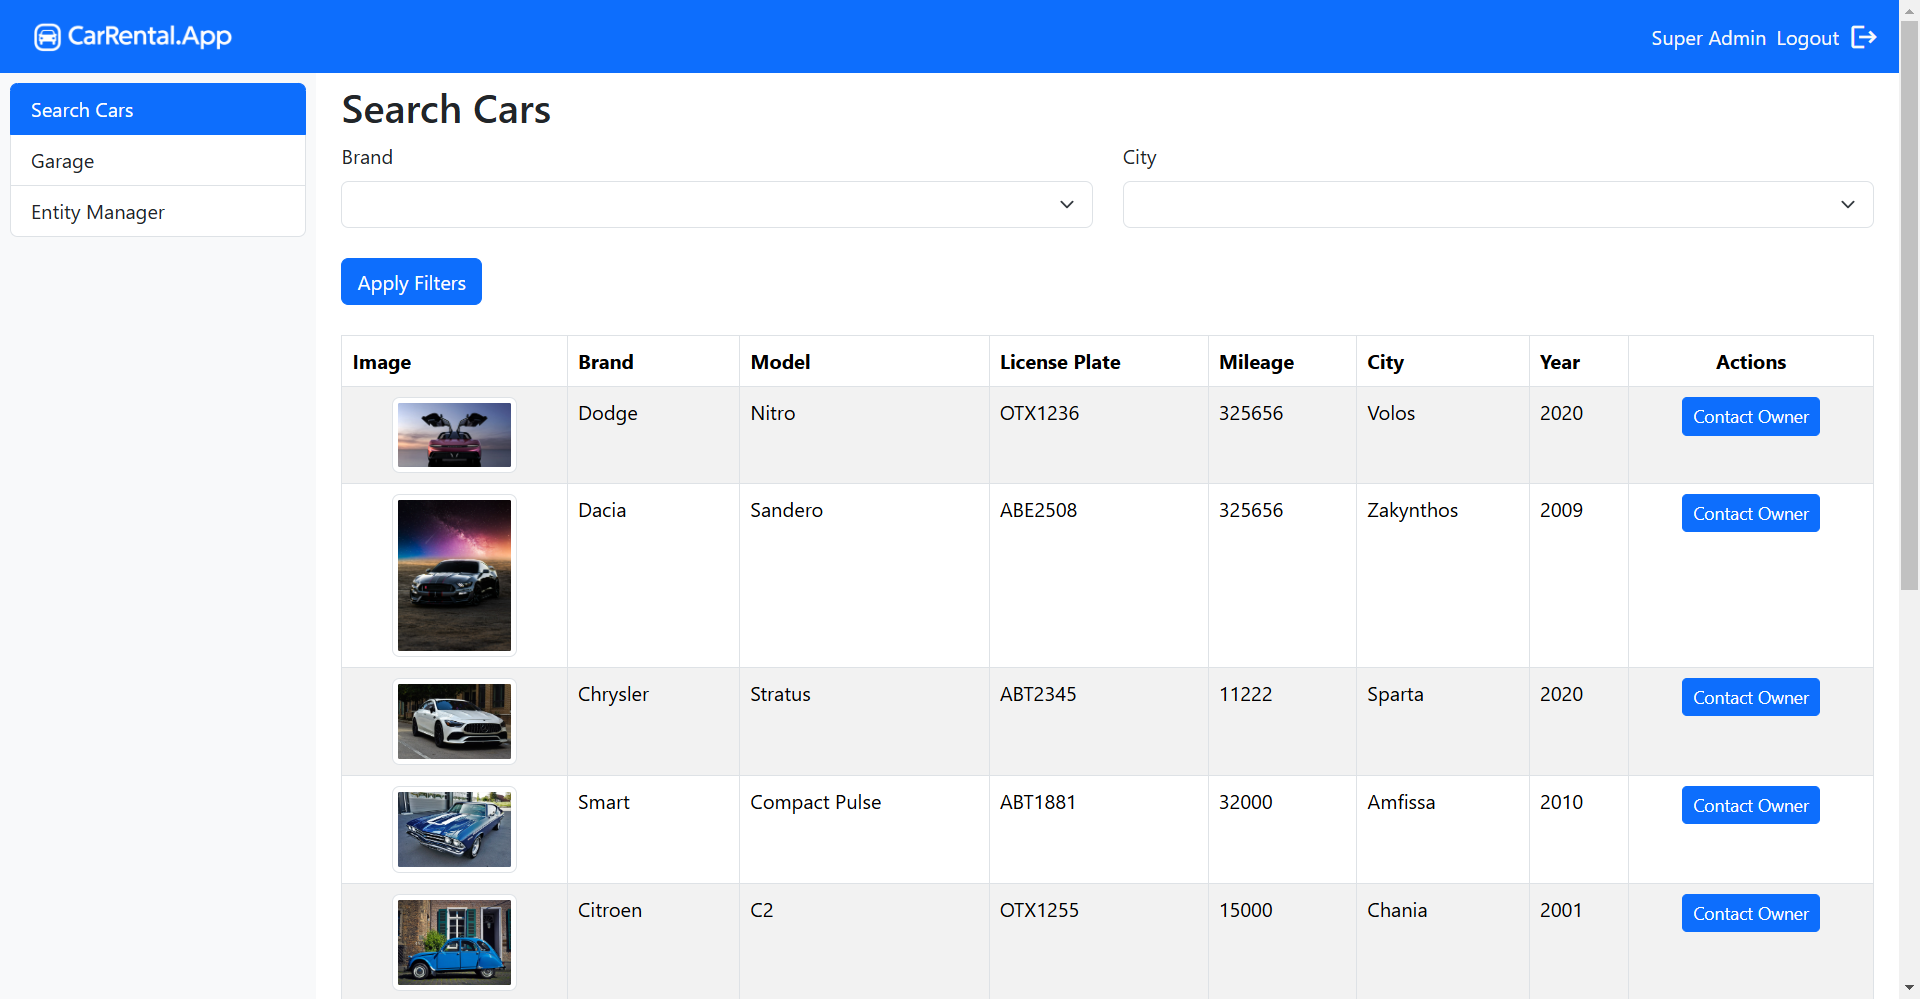 CarRental.App
Super Admin Logout
Search Cars
Garage
Entity Manager
Search Cars
Brand City
Apply Filters
Image Brand Model License Plate Mileage City Year Actions
Dodge Nitro OTX1236 325656 Volos 2020 Contact Owner
Dacia Sandero ABE2508 325656 Zakynthos 2009 Contact Owner
Chrysler Stratus ABT2345 11222 Sparta 2020 Contact Owner
Smart Compact Pulse ABT1881 32000 Amfissa 2010 Contact Owner
Citroen C2 OTX1255 15000 Chania 2001 Contact Owner